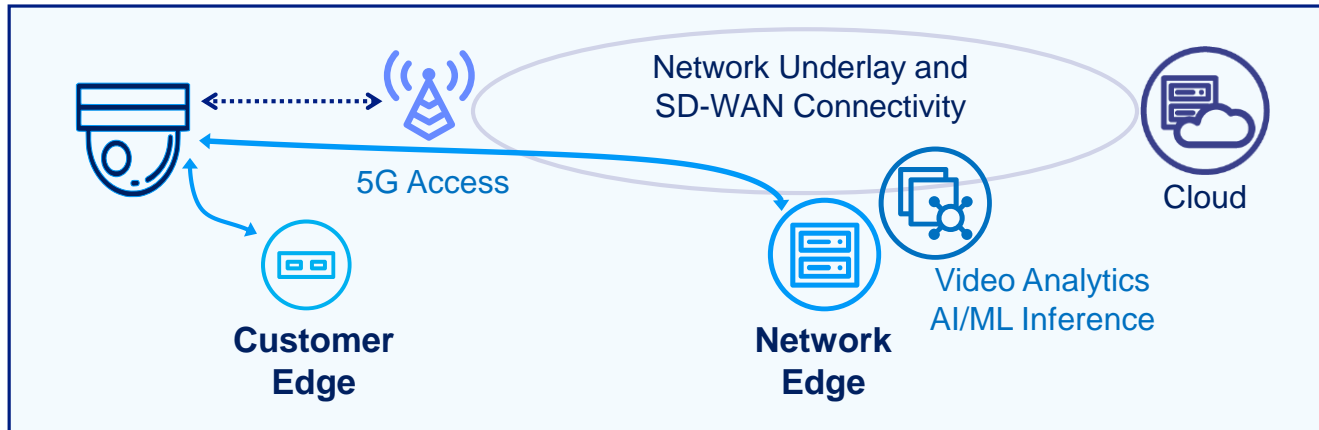 Network Underlay and
SD-WAN Connectivity
5G Access
Cloud
Video Analytics
AI/ML Inference
Customer
Edge
Network
Edge